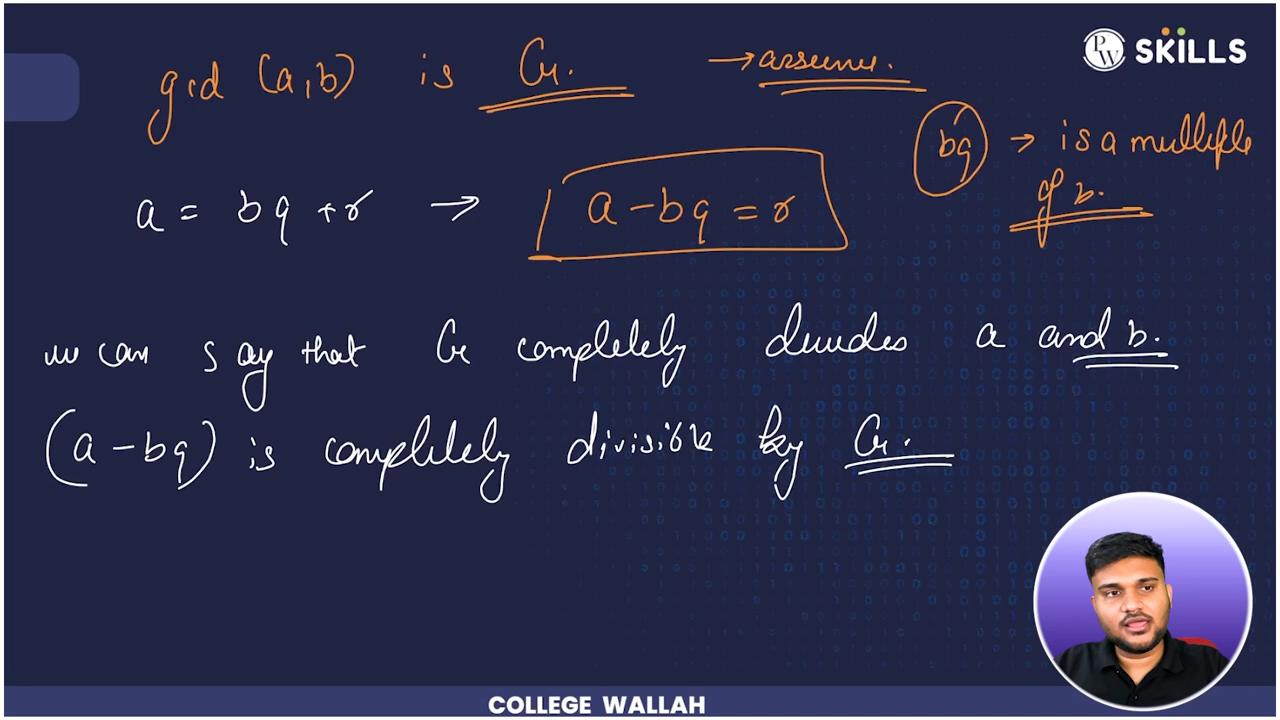 gcd (a,b) is G. → assume.
PW SKILLS
bq → is a multiple
of b.
a = bq + r → a - bq = r
we can say that G completely divides a and b.
(a - bq) is completely divisible by G.
COLLEGE WALLAH